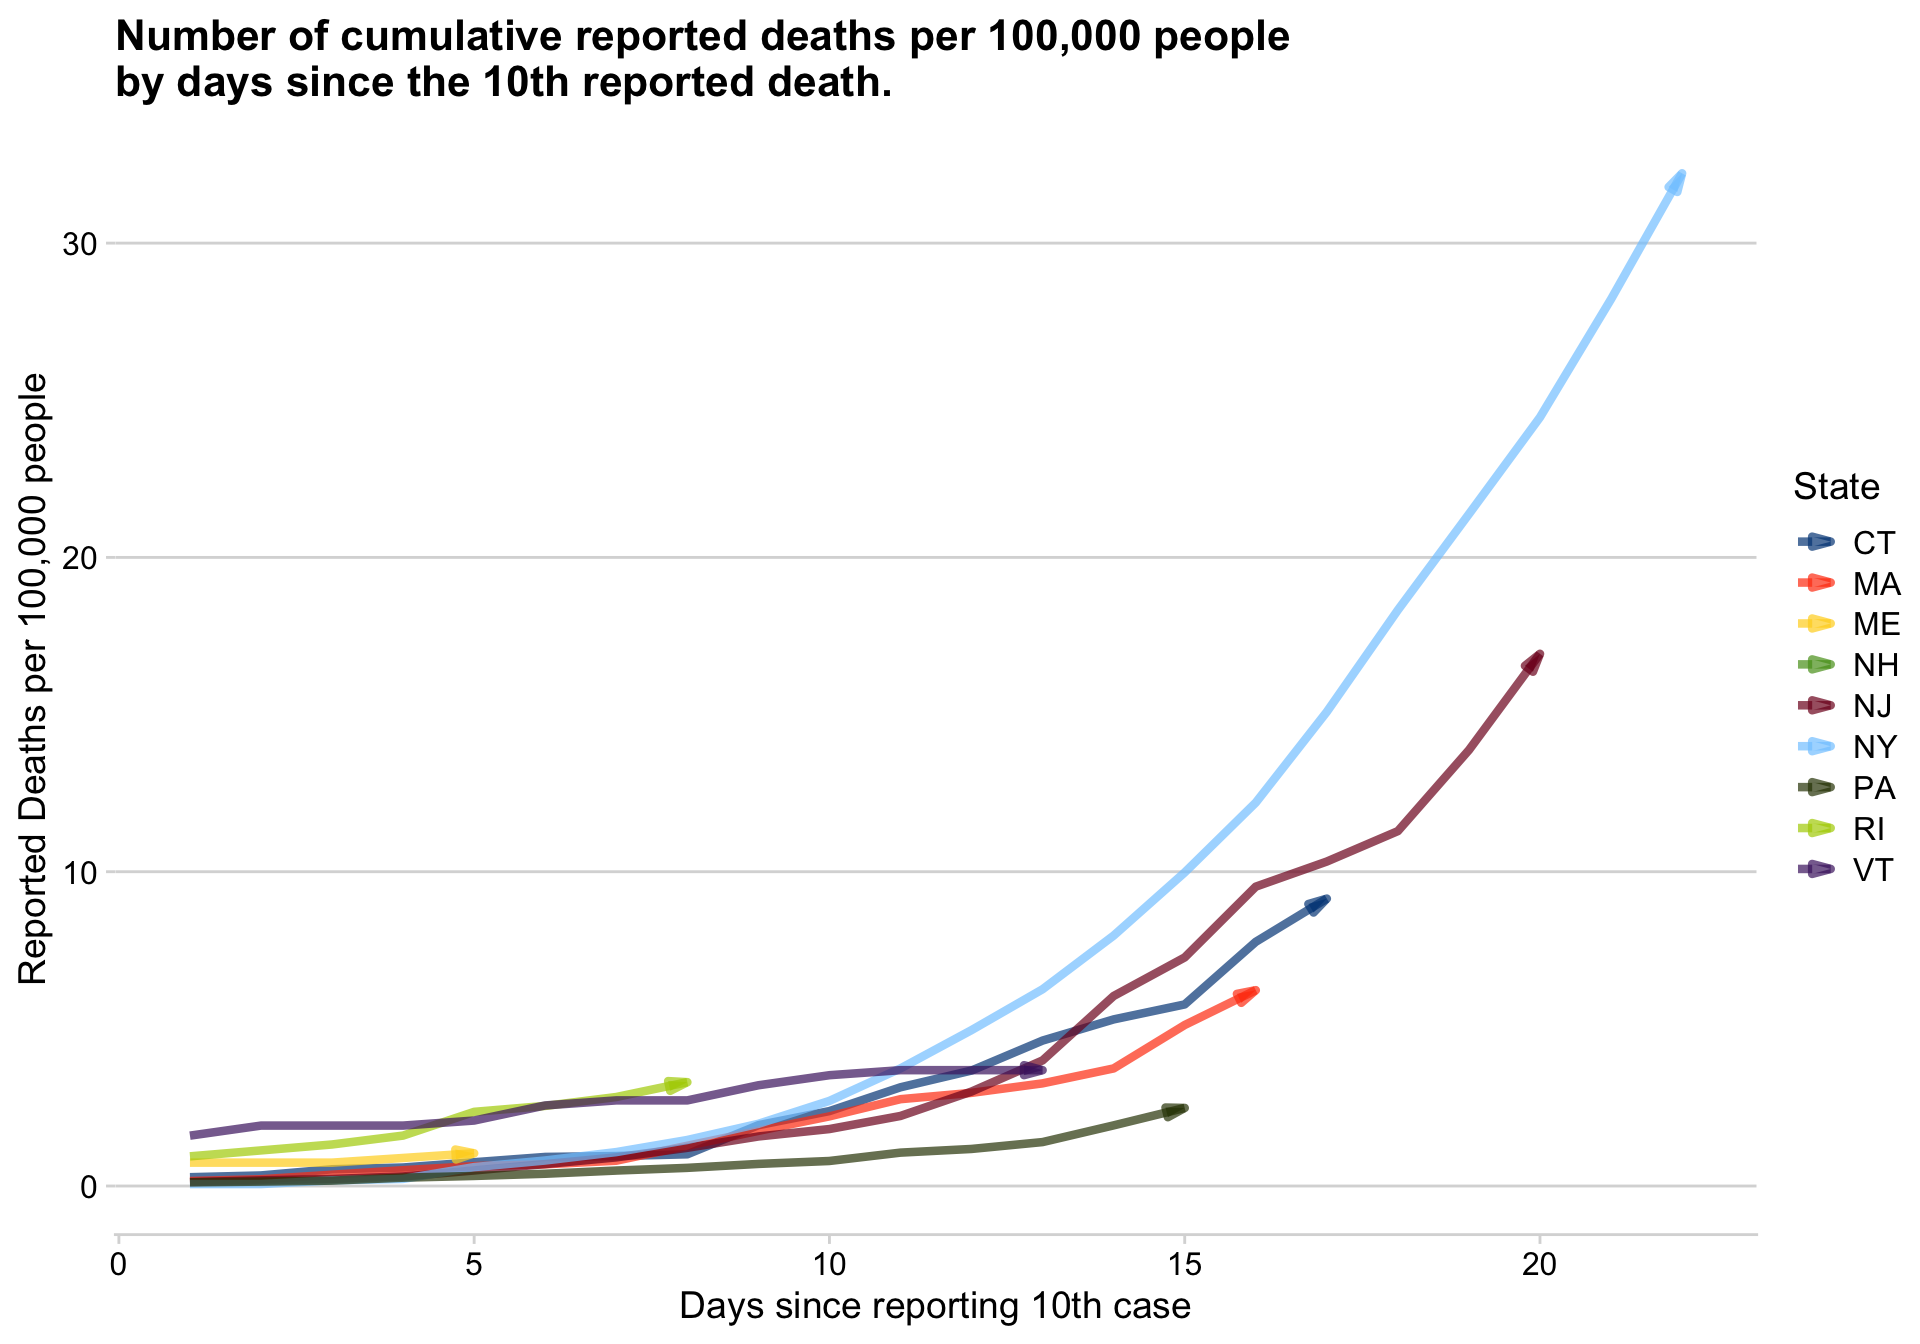 Number of cumulative reported deaths per 100,000 people
by days since the 10th reported death.
Reported Deaths per 100,000 people
30
20
10
0
0
5
10
15
20
Days since reporting 10th case
State
CT
MA
ME
NH
NJ
NY
PA
RI
VT